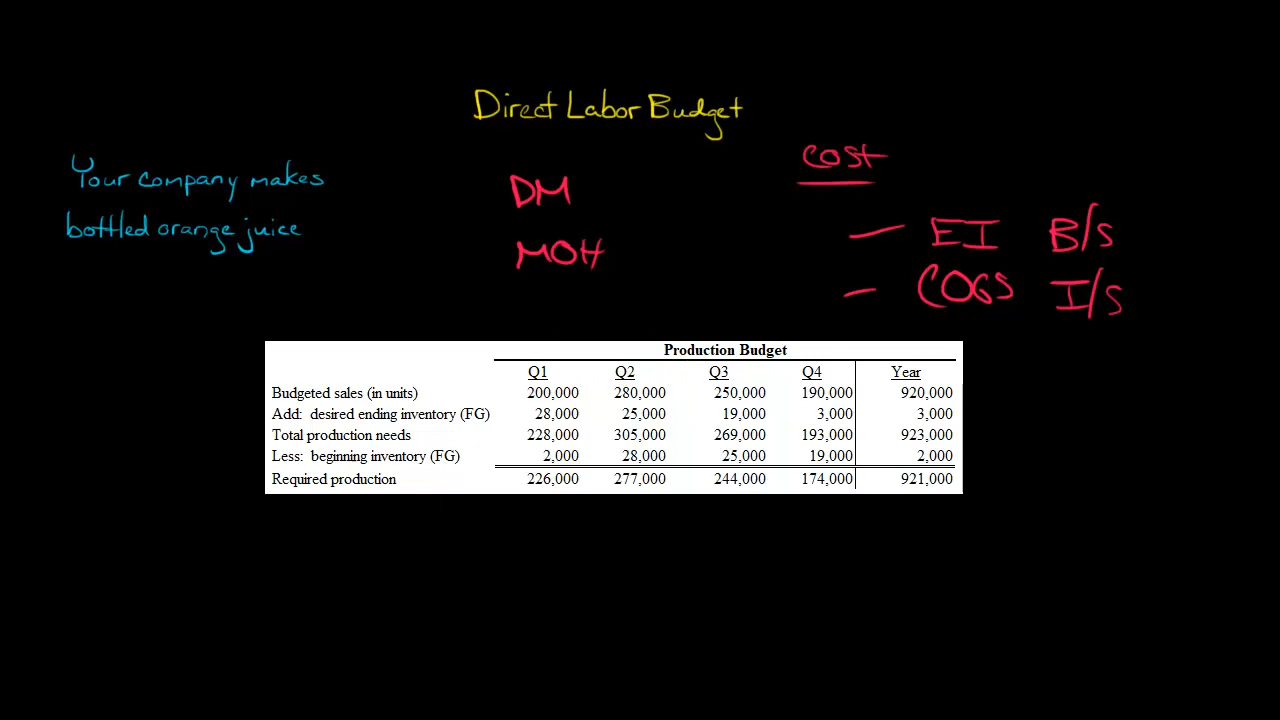 Direct Labor Budget
Your company makes
bottled orange juice
DM
MOH
COST
— EI B/S
— COGS I/S
Production Budget
Q1 Q2 Q3 Q4 Year
Budgeted sales (in units) 200,000 280,000 250,000 190,000 920,000
Add: desired ending inventory (FG) 28,000 25,000 19,000 3,000 3,000
Total production needs 228,000 305,000 269,000 193,000 923,000
Less: beginning inventory (FG) 2,000 28,000 25,000 19,000 2,000
Required production 226,000 277,000 244,000 174,000 921,000